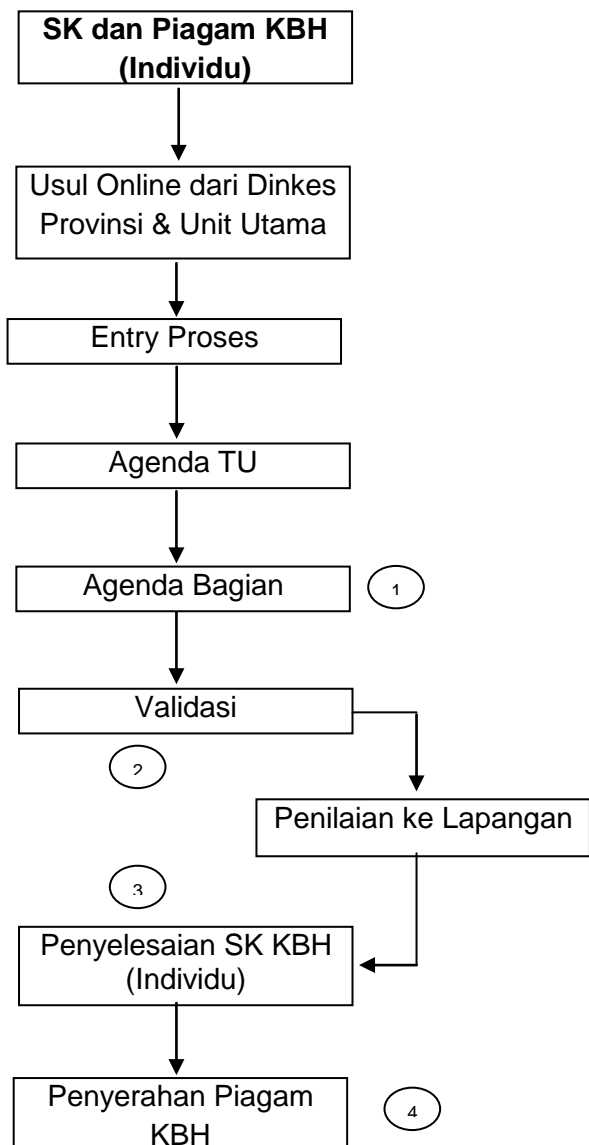 SK dan Piagam KBH
(Individu)
Usul Online dari Dinkes
Provinsi & Unit Utama
Entry Proses
Agenda TU
Agenda Bagian
1
Validasi
2
Penilaian ke Lapangan
3
Penyelesaian SK KBH
(Individu)
Penyerahan Piagam
KBH
4